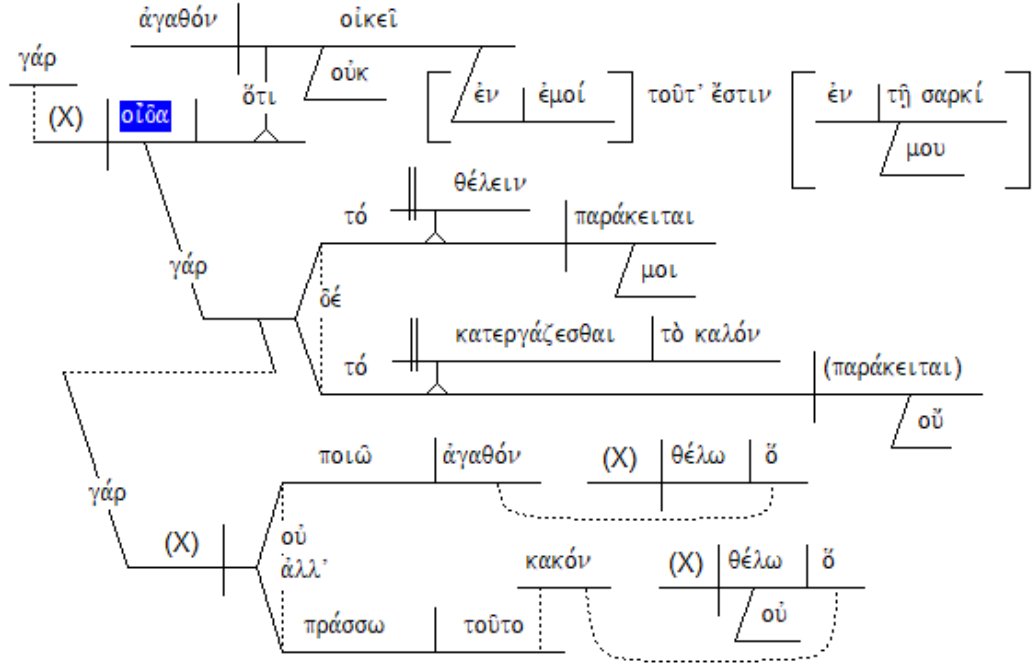 ἀγαθόν οἰκεῖ
γάρ οὐκ
(X) οἶδα ὅτι ἐν ἐμοί τοῦτ' ἔστιν ἐν τῇ σαρκί
μου
θέλειν
τό παράκειται
γάρ μοι
δέ
κατεργάζεσθαι τὸ καλόν
τό (παράκειται)
οὔ
ποιῶ ἀγαθόν (X) θέλω ὅ
γάρ
οὐ
(X) ἀλλ' κακόν (X) θέλω ὅ
πράσσω τοῦτο οὐ